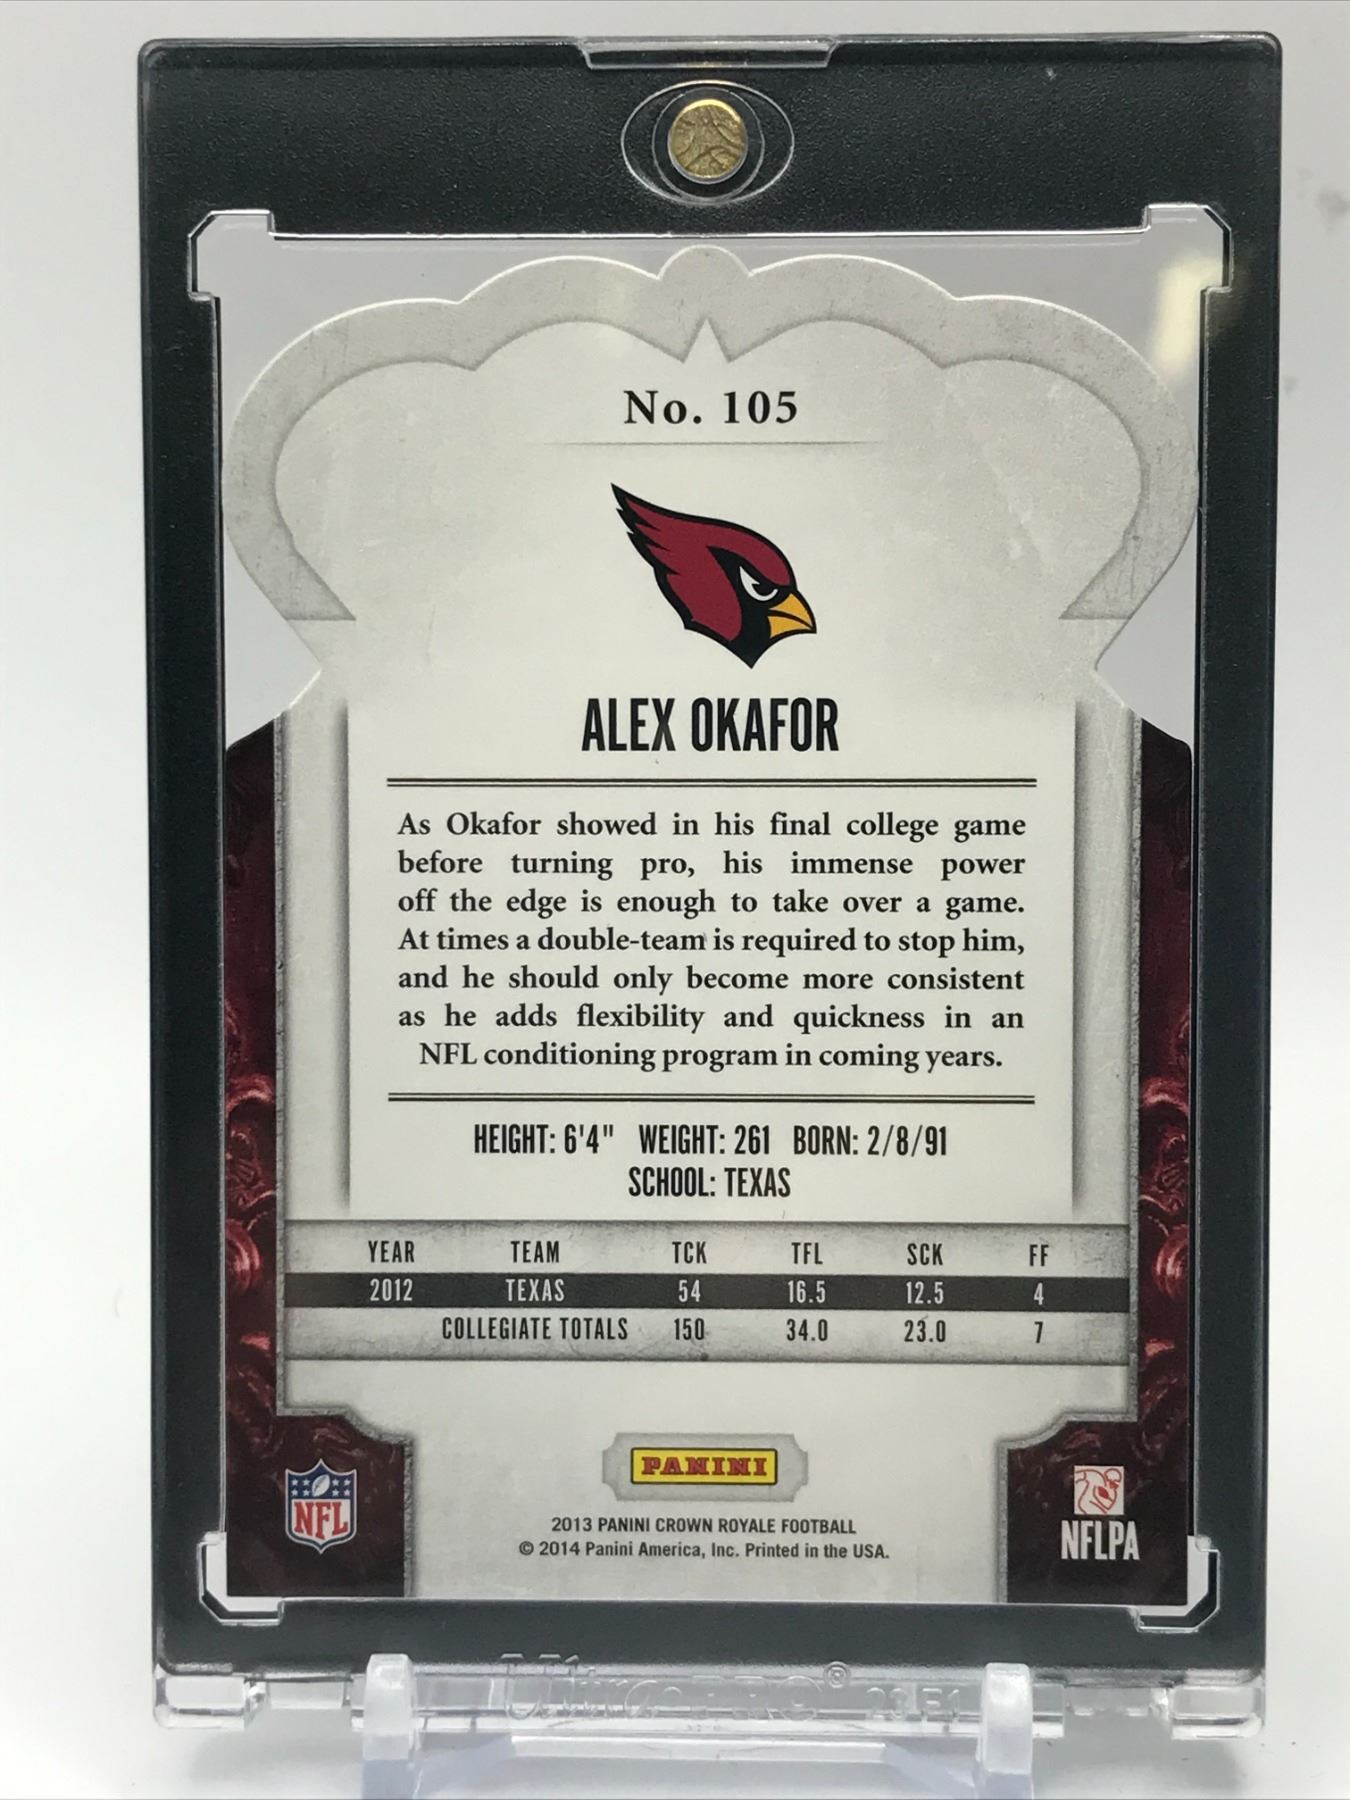 No. 105
ALEX OKAFOR
As Okafor showed in his final college game
before turning pro, his immense power
off the edge is enough to take over a game.
At times a double-team is required to stop him,
and he should only become more consistent
as he adds flexibility and quickness in an
NFL conditioning program in coming years.
HEIGHT: 6'4" WEIGHT: 261 BORN: 2/8/91
SCHOOL: TEXAS
YEAR TEAM TCK TFL SCK FF
2012 TEXAS 54 16.5 12.5 4
COLLEGIATE TOTALS 150 34.0 23.0 7
PANINI
NFL
NFLPA
2013 PANINI CROWN ROYALE FOOTBALL
© 2014 Panini America, Inc. Printed in the USA.
Ultra PRO®